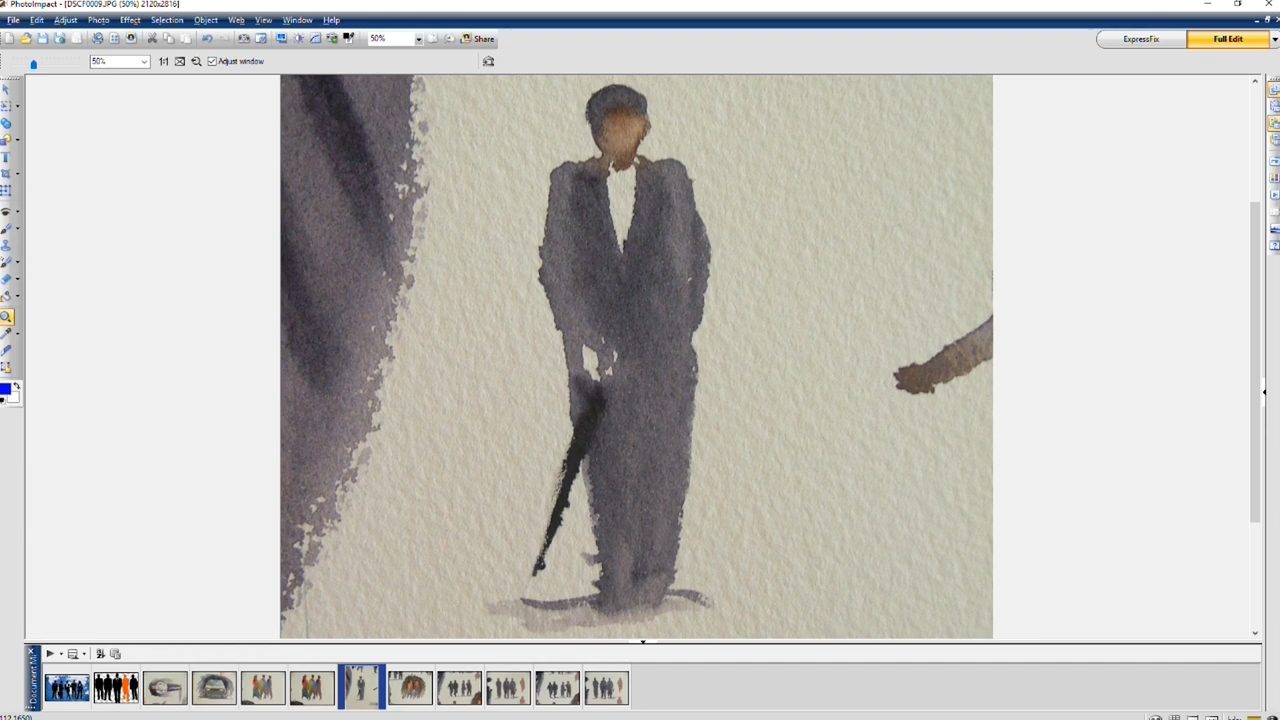 PhotoImpact - [DSCF0009.JPG (50%) 2120x2816]
File Edit Adjust Photo Effect Selection Object Web View Window Help
50% Share ExpressFix Full Edit
50% 1:1 Adjust window